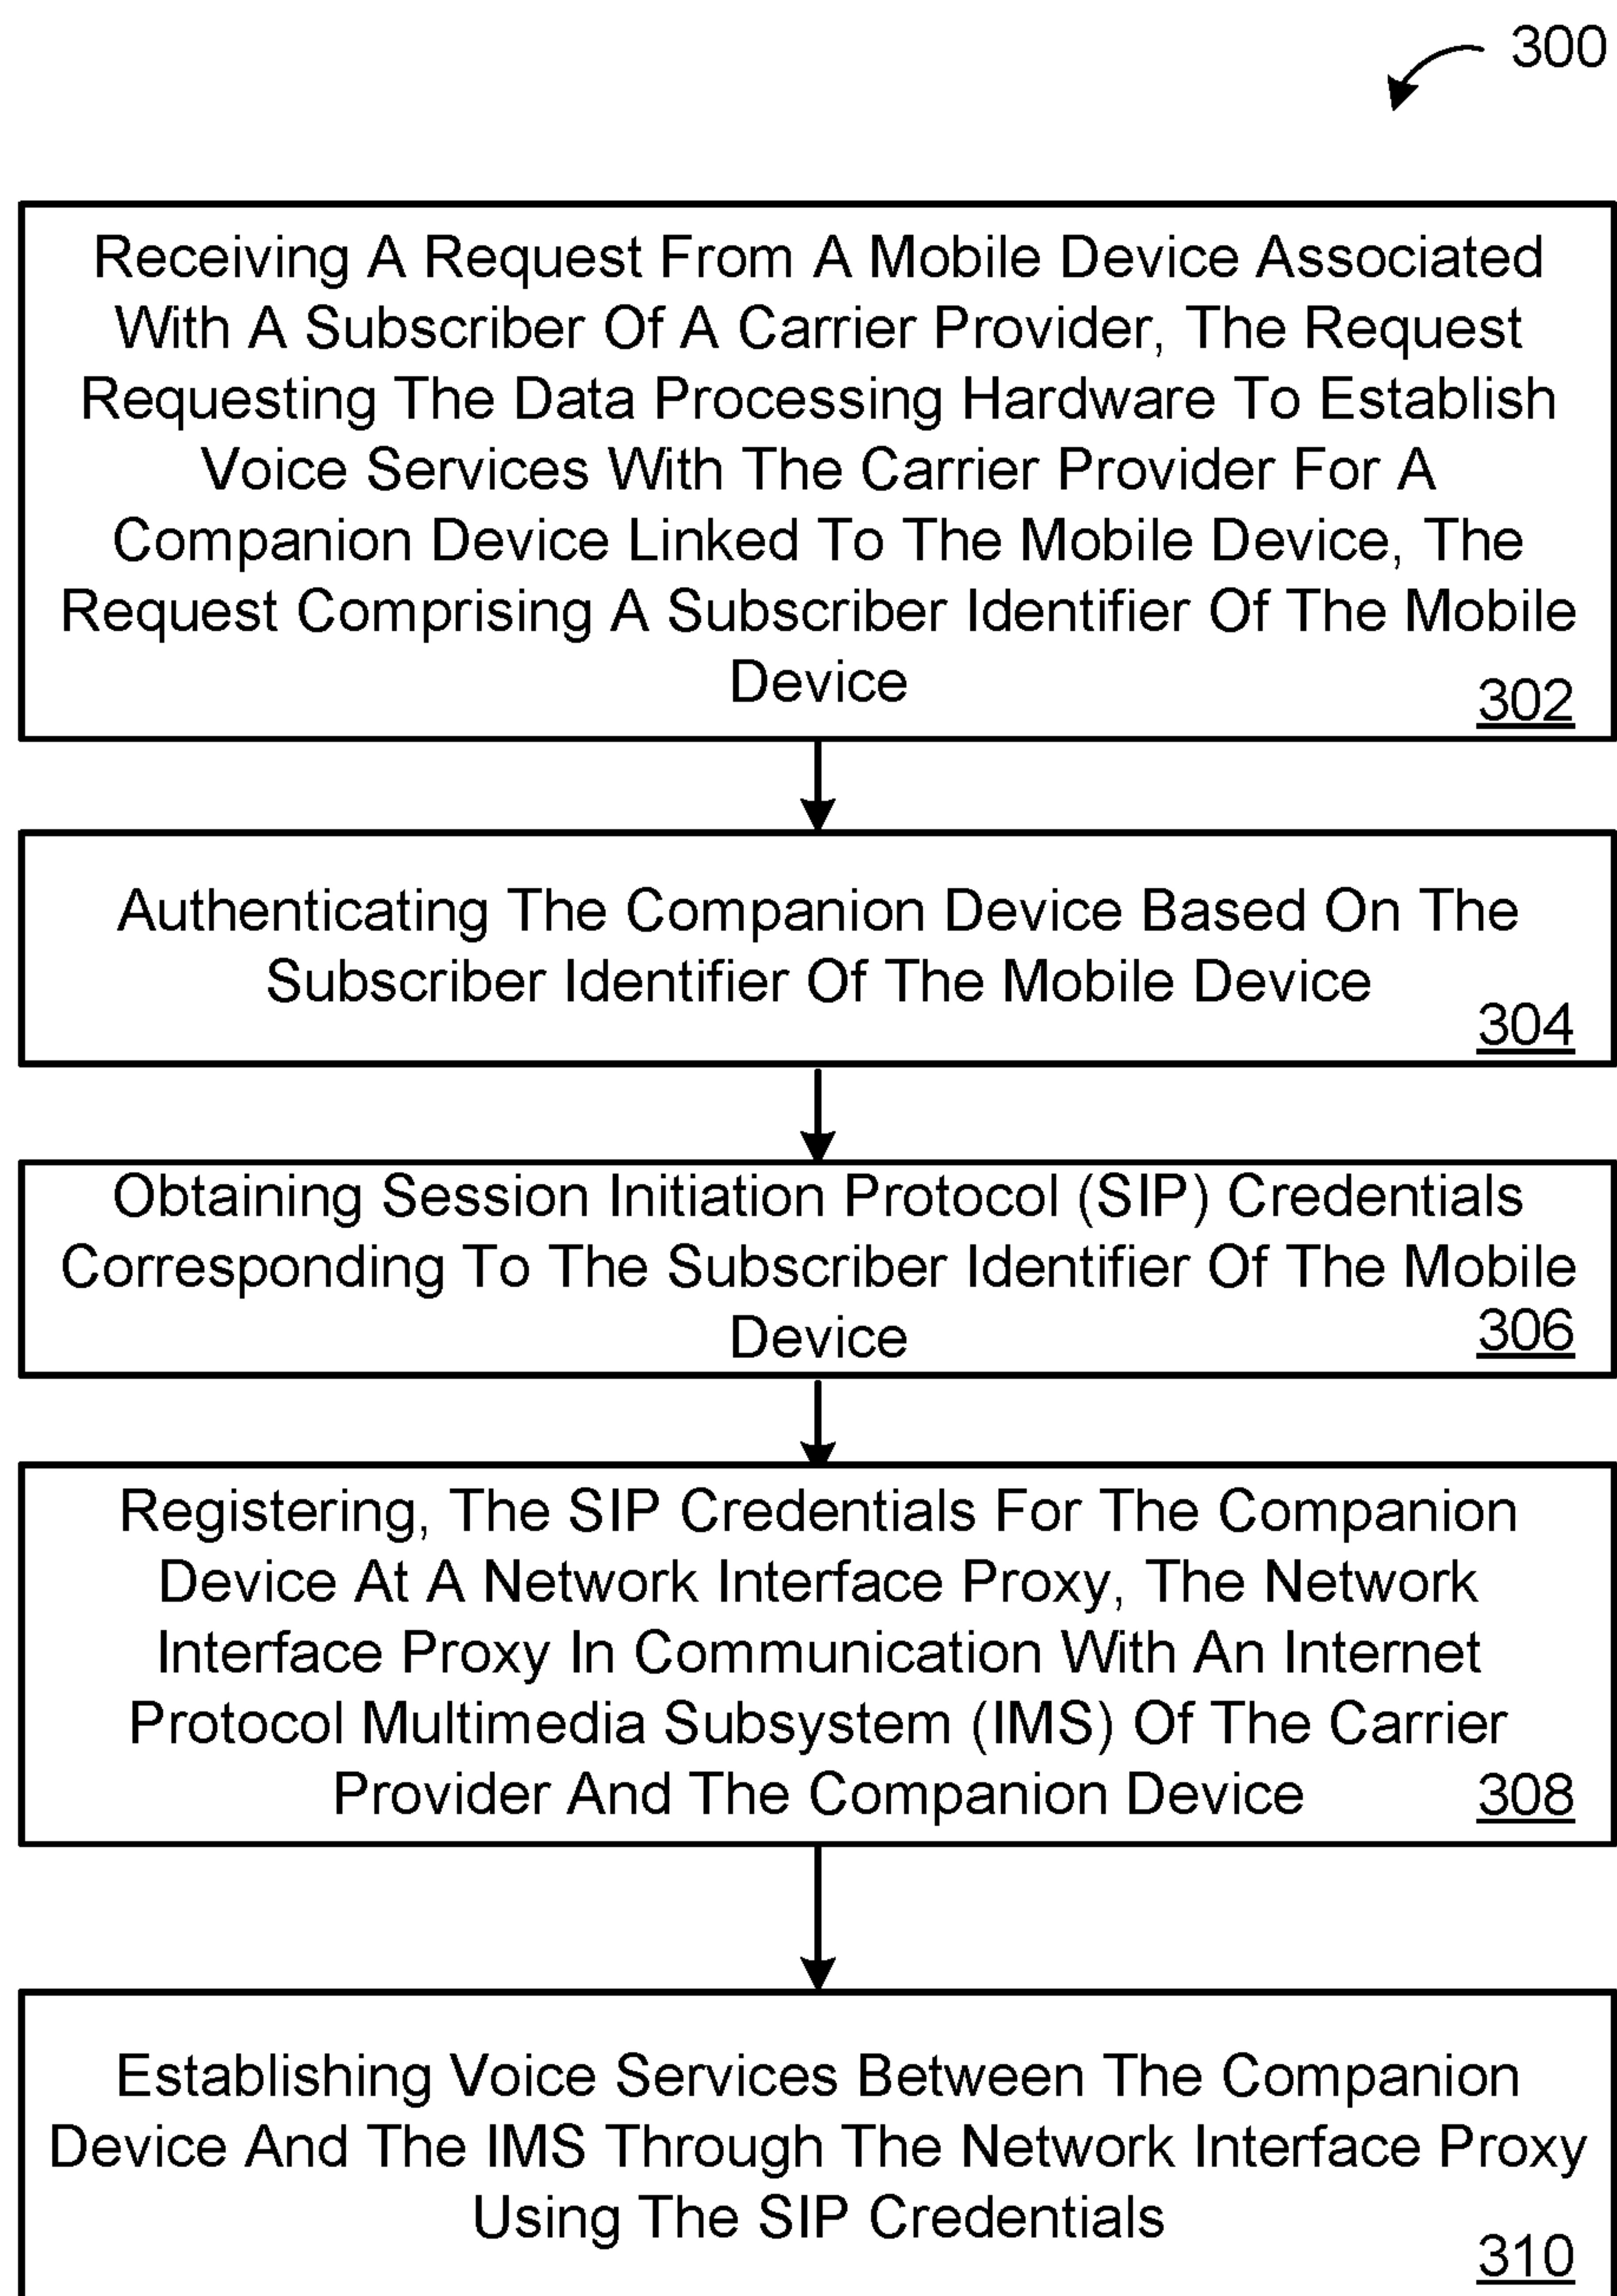 300
Receiving A Request From A Mobile Device Associated
With A Subscriber Of A Carrier Provider, The Request
Requesting The Data Processing Hardware To Establish
Voice Services With The Carrier Provider For A
Companion Device Linked To The Mobile Device, The
Request Comprising A Subscriber Identifier Of The Mobile
Device
302
Authenticating The Companion Device Based On The
Subscriber Identifier Of The Mobile Device
304
Obtaining Session Initiation Protocol (SIP) Credentials
Corresponding To The Subscriber Identifier Of The Mobile
Device
306
Registering, The SIP Credentials For The Companion
Device At A Network Interface Proxy, The Network
Interface Proxy In Communication With An Internet
Protocol Multimedia Subsystem (IMS) Of The Carrier
Provider And The Companion Device
308
Establishing Voice Services Between The Companion
Device And The IMS Through The Network Interface Proxy
Using The SIP Credentials
310